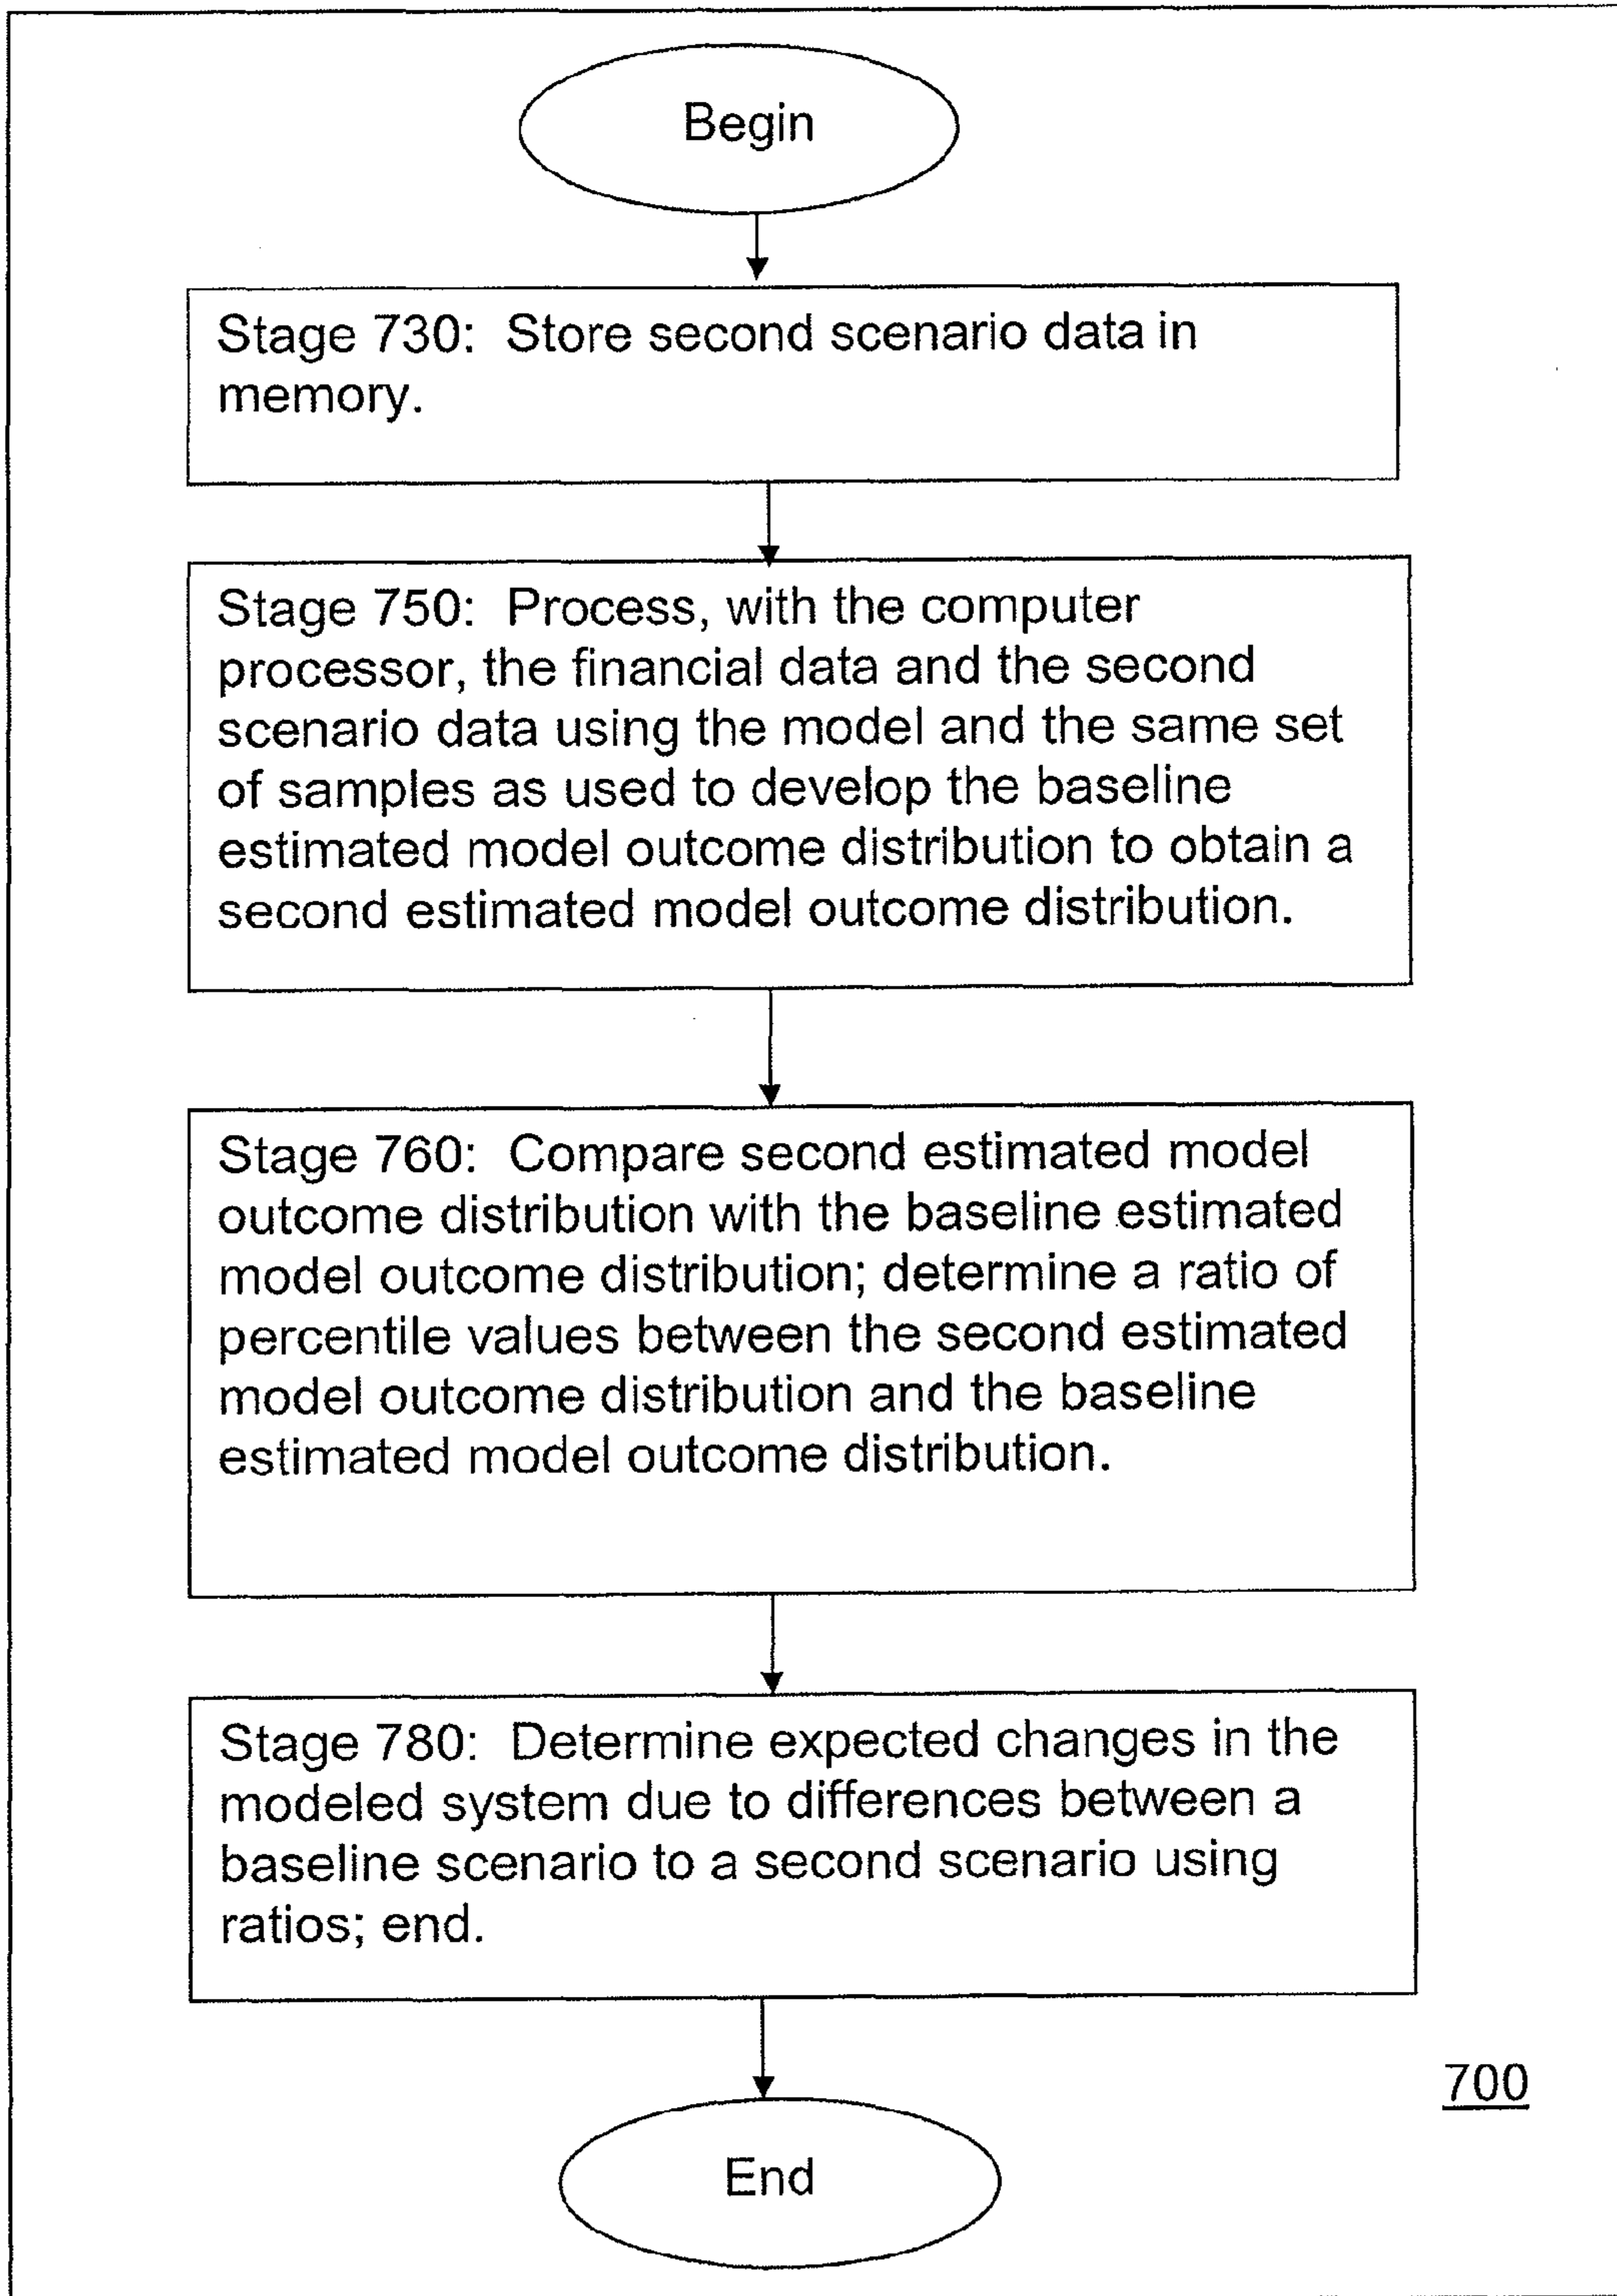 Begin
Stage 730: Store second scenario data in
memory.
Stage 750: Process, with the computer
processor, the financial data and the second
scenario data using the model and the same set
of samples as used to develop the baseline
estimated model outcome distribution to obtain a
second estimated model outcome distribution.
Stage 760: Compare second estimated model
outcome distribution with the baseline estimated
model outcome distribution; determine a ratio of
percentile values between the second estimated
model outcome distribution and the baseline
estimated model outcome distribution.
Stage 780: Determine expected changes in the
modeled system due to differences between a
baseline scenario to a second scenario using
ratios; end.
700
End